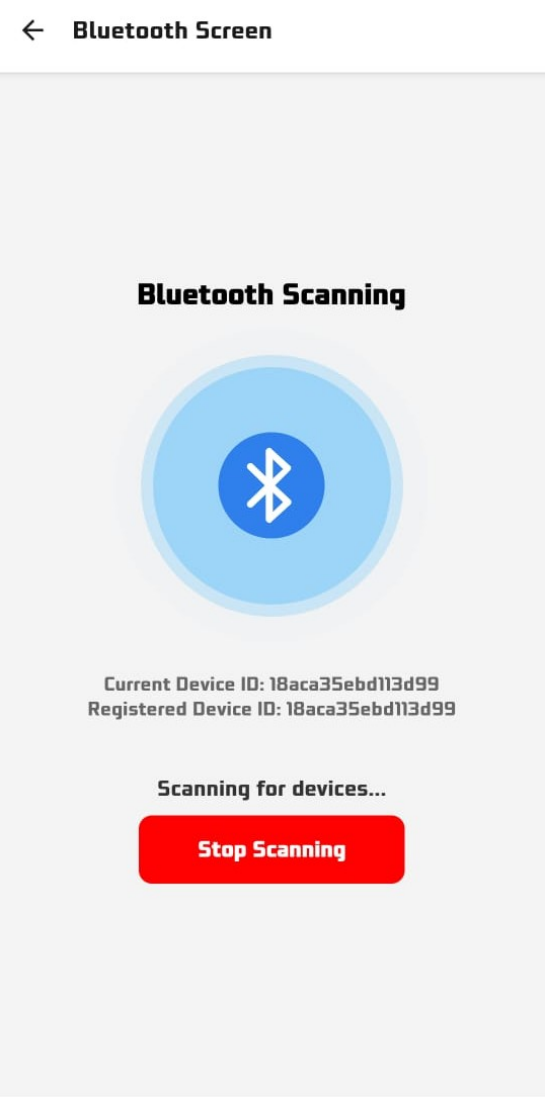 Bluetooth Screen
Bluetooth Scanning
Current Device ID: 18aca35ebd113d99
Registered Device ID: 18aca35ebd113d99
Scanning for devices...
Stop Scanning